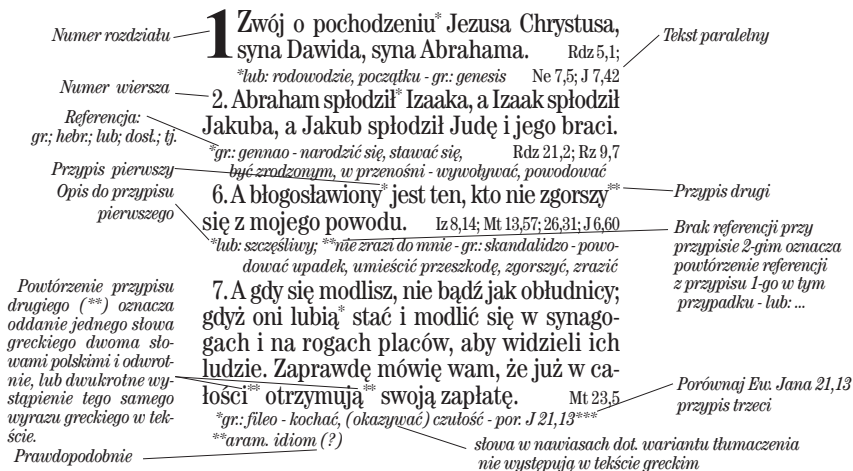 Numer rozdziału
1 Zwój o pochodzeniu* Jezusa Chrystusa,
syna Dawida, syna Abrahama. Rdz 5,1;
*lub: rodowodzie, początku - gr.: genesis Ne 7,5; J 7,42
Tekst paralelny
Numer wiersza
2. Abraham spłodził* Izaaka, a Izaak spłodził
Jakuba, a Jakub spłodził Judę i jego braci.
Referencja:
gr.; hebr.; lub; dosł.; tj.
*gr.: gennao - narodzić się, stawać się, Rdz 21,2; Rz 9,7
być zrodzonym, w przenośni - wywoływać, powodować
Przypis pierwszy
Opis do przypisu
pierwszego
6. A błogosławiony* jest ten, kto nie zgorszy**
się z mojego powodu. Iz 8,14; Mt 13,57; 26,31; J 6,60
Przypis drugi
*lub: szczęśliwy; **nie zrazi do mnie - gr.: skandalidzo - powo-
dować upadek, umieścić przeszkodę, zgorszyć, zrazić
Brak referencji przy
przypisie 2-gim oznacza
powtórzenie referencji
z przypisu 1-go w tym
przypadku - lub: ...
Powtórzenie przypisu
drugiego (**) oznacza
oddanie jednego słowa
greckiego dwoma sło-
wami polskimi i odwrot-
nie, lub dwukrotne wy-
stąpienie tego samego
wyrazu greckiego w tek-
ście.
7. A gdy się modlisz, nie bądź jak obłudnicy;
gdyż oni lubią* stać i modlić się w synago-
gach i na rogach placów, aby widzieli ich
ludzie. Zaprawdę mówię wam, że już w ca-
łości** otrzymują** swoją zapłatę. Mt 23,5
*gr.: fileo - kochać, (okazywać) czułość - por. J 21,13***
**aram. idiom (?)
Porównaj Ew. Jana 21,13
przypis trzeci
Prawdopodobnie
słowa w nawiasach dot. wariantu tłumaczenia
nie występują w tekście greckim